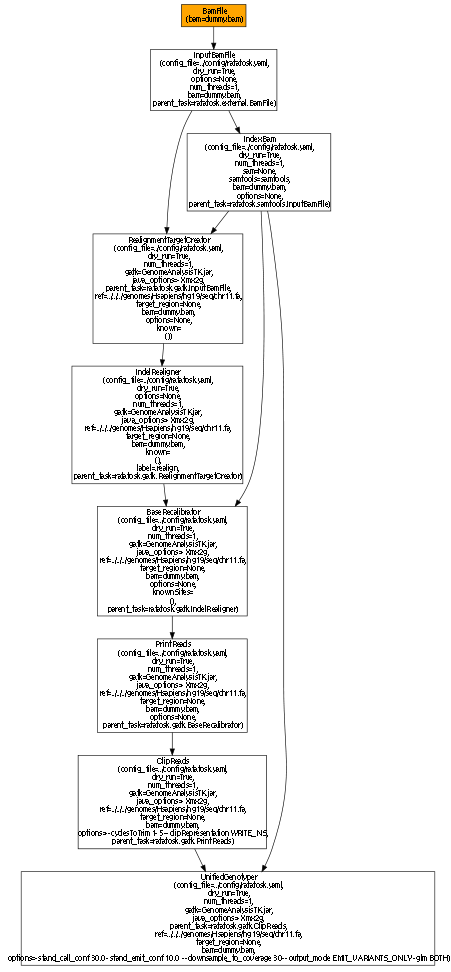 BamFile
(bam=dummy.bam)
InputBamFile
(config_file=../config/ratatosk.yaml,
dry_run=True,
options=None,
num_threads=1,
bam=dummy.bam,
parent_task=ratatosk.external.BamFile)
IndexBam
(config_file=../config/ratatosk.yaml,
dry_run=True,
num_threads=1,
sam=None,
samtools=samtools,
bam=dummy.bam,
options=None,
parent_task=ratatosk.samtools.InputBamFile)
RealignmentTargetCreator
(config_file=../config/ratatosk.yaml,
dry_run=True,
num_threads=1,
gatk=GenomeAnalysisTK.jar,
java_options=-Xmx2g,
parent_task=ratatosk.gatk.InputBamFile,
ref=../../../genomes/Hsapiens/hg19/seq/chr11.fa,
target_region=None,
bam=dummy.bam,
options=None,
known=
())
IndelRealigner
(config_file=../config/ratatosk.yaml,
dry_run=True,
options=None,
num_threads=1,
gatk=GenomeAnalysisTK.jar,
java_options=-Xmx2g,
ref=../../../genomes/Hsapiens/hg19/seq/chr11.fa,
target_region=None,
bam=dummy.bam,
known=
(),
label=.realign,
parent_task=ratatosk.gatk.RealignmentTargetCreator)
BaseRecalibrator
(config_file=../config/ratatosk.yaml,
dry_run=True,
num_threads=1,
gatk=GenomeAnalysisTK.jar,
java_options=-Xmx2g,
ref=../../../genomes/Hsapiens/hg19/seq/chr11.fa,
target_region=None,
bam=dummy.bam,
options=None,
knownSites=
(),
parent_task=ratatosk.gatk.IndelRealigner)
PrintReads
(config_file=../config/ratatosk.yaml,
dry_run=True,
num_threads=1,
gatk=GenomeAnalysisTK.jar,
java_options=-Xmx2g,
ref=../../../genomes/Hsapiens/hg19/seq/chr11.fa,
target_region=None,
bam=dummy.bam,
options=None,
parent_task=ratatosk.gatk.BaseRecalibrator)
ClipReads
(config_file=../config/ratatosk.yaml,
dry_run=True,
num_threads=1,
gatk=GenomeAnalysisTK.jar,
java_options=-Xmx2g,
ref=../../../genomes/Hsapiens/hg19/seq/chr11.fa,
target_region=None,
bam=dummy.bam,
options=--cyclesToTrim 1-5 --clipRepresentation WRITE_NS,
parent_task=ratatosk.gatk.PrintReads)
UnifiedGenotyper
(config_file=../config/ratatosk.yaml,
dry_run=True,
num_threads=1,
gatk=GenomeAnalysisTK.jar,
java_options=-Xmx2g,
parent_task=ratatosk.gatk.ClipReads,
ref=../../../genomes/Hsapiens/hg19/seq/chr11.fa,
target_region=None,
bam=dummy.bam,
options=-stand_call_conf 30.0 -stand_emit_conf 10.0 --downsample_to_coverage 30 --output_mode EMIT_VARIANTS_ONLY -glm BOTH)